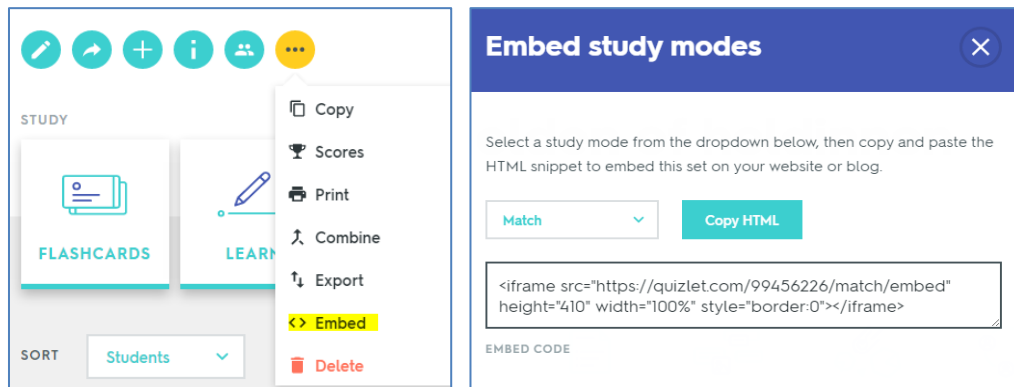 STUDY
FLASHCARDS
LEARN
Copy
Scores
Print
Combine
Export
Embed
Delete
SORT
Students
Embed study modes
Select a study mode from the dropdown below, then copy and paste the
HTML snippet to embed this set on your website or blog.
Match
Copy HTML
<iframe src="https://quizlet.com/99456226/match/embed"
height="410" width="100%" style="border:0"></iframe>
EMBED CODE